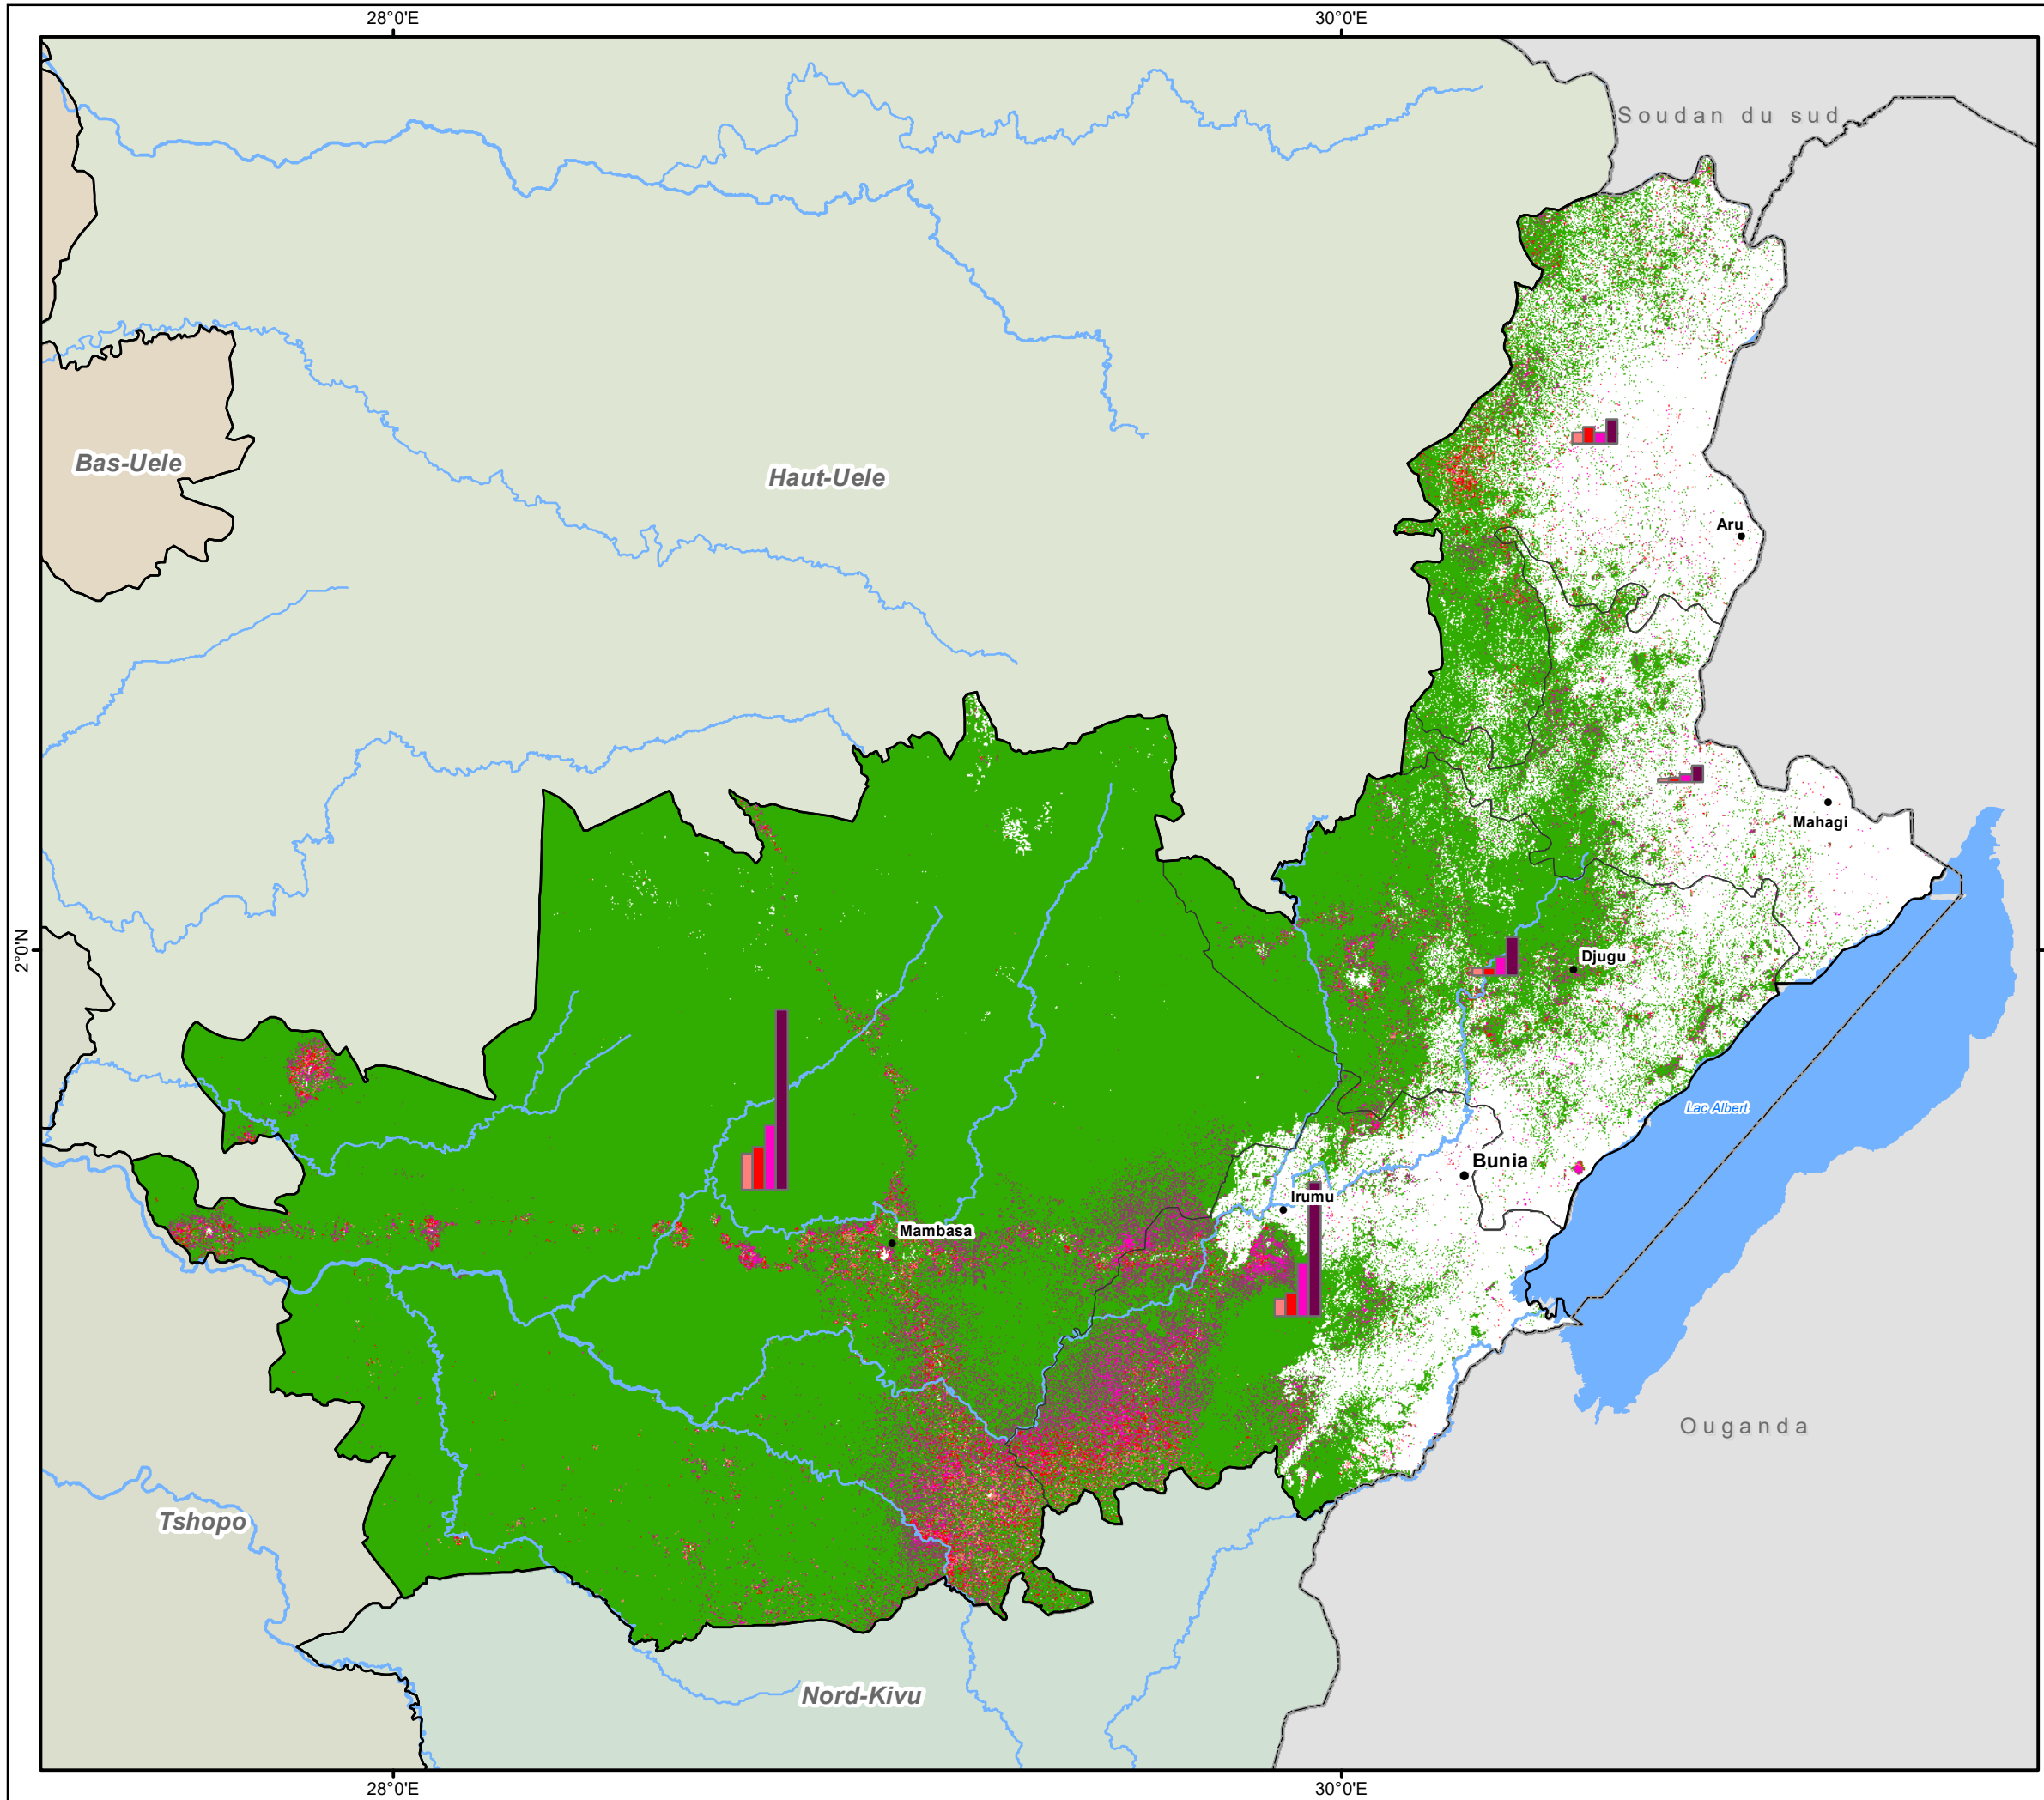 28°0'E
30°0'E
Soudan du sud
Bas-Uele
Haut-Uele
Aru
Mahagi
2°0'N
Djugu
Lac Albert
Bunia
Irumu
Mambasa
Ouganda
Tshopo
Nord-Kivu
28°0'E
30°0'E